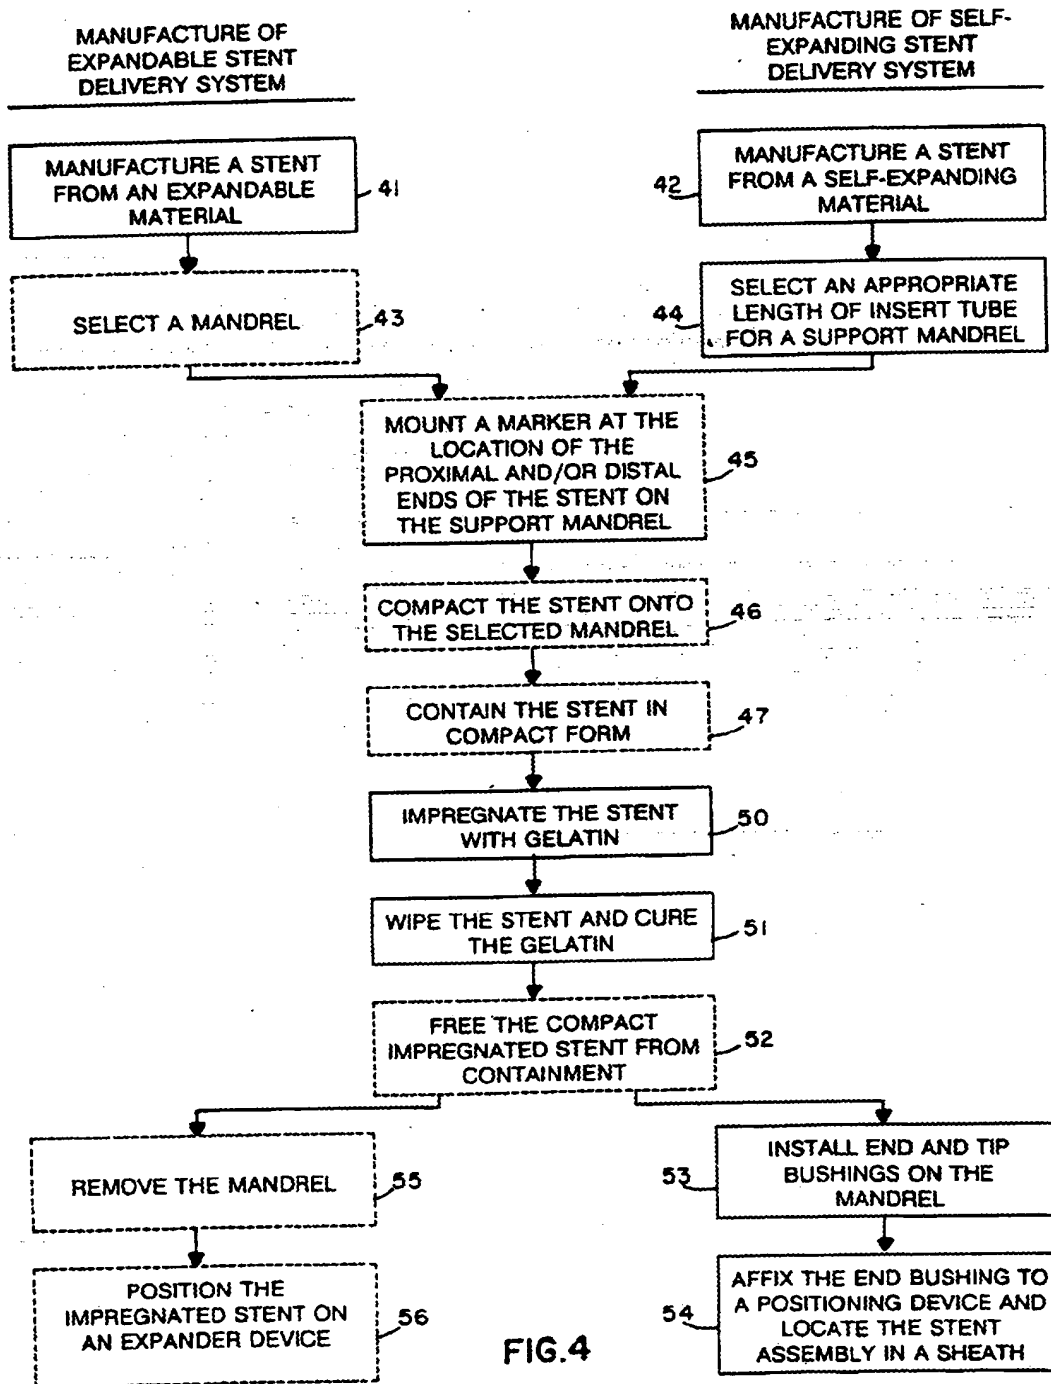 MANUFACTURE OF
EXPANDABLE STENT
DELIVERY SYSTEM
MANUFACTURE OF SELF-
EXPANDING STENT
DELIVERY SYSTEM
MANUFACTURE A STENT
FROM AN EXPANDABLE
MATERIAL
41
42
MANUFACTURE A STENT
FROM A SELF-EXPANDING
MATERIAL
SELECT A MANDREL
43
44
SELECT AN APPROPRIATE
LENGTH OF INSERT TUBE
FOR A SUPPORT MANDREL
MOUNT A MARKER AT THE
LOCATION OF THE
PROXIMAL AND/OR DISTAL
ENDS OF THE STENT ON
THE SUPPORT MANDREL
45
COMPACT THE STENT ONTO
THE SELECTED MANDREL
46
CONTAIN THE STENT IN
COMPACT FORM
47
IMPREGNATE THE STENT
WITH GELATIN
50
WIPE THE STENT AND CURE
THE GELATIN
51
FREE THE COMPACT
IMPREGNATED STENT FROM
CONTAINMENT
52
REMOVE THE MANDREL
55
53
INSTALL END AND TIP
BUSHINGS ON THE
MANDREL
POSITION THE
IMPREGNATED STENT ON
AN EXPANDER DEVICE
56
54
AFFIX THE END BUSHING TO
A POSITIONING DEVICE AND
LOCATE THE STENT
ASSEMBLY IN A SHEATH
FIG.4